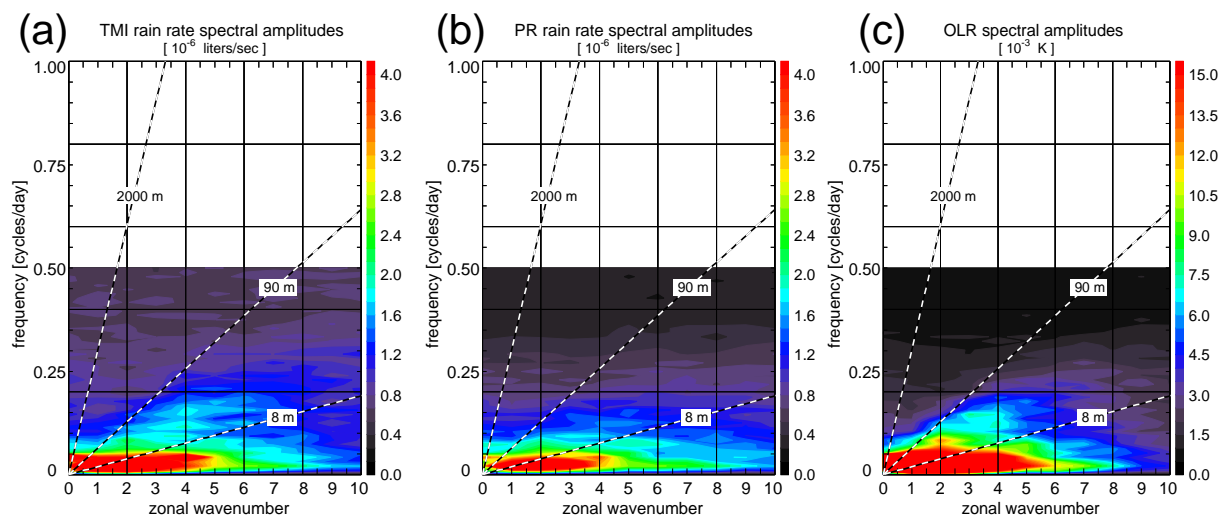 (a) TMI rain rate spectral amplitudes
[ 10⁻⁶ liters/sec ]
1.00
0.75
0.50
0.25
0
frequency [cycles/day]
2000 m
90 m
8 m
0 1 2 3 4 5 6 7 8 9 10
zonal wavenumber
4.0
3.6
3.2
2.8
2.4
2.0
1.6
1.2
0.8
0.4
0.0
(b) PR rain rate spectral amplitudes
[ 10⁻⁶ liters/sec ]
1.00
0.75
0.50
0.25
0
frequency [cycles/day]
2000 m
90 m
8 m
0 1 2 3 4 5 6 7 8 9 10
zonal wavenumber
4.0
3.6
3.2
2.8
2.4
2.0
1.6
1.2
0.8
0.4
0.0
(c) OLR spectral amplitudes
[ 10⁻³ K ]
1.00
0.75
0.50
0.25
0
frequency [cycles/day]
2000 m
90 m
8 m
0 1 2 3 4 5 6 7 8 9 10
zonal wavenumber
15.0
13.5
12.0
10.5
9.0
7.5
6.0
4.5
3.0
1.5
0.0